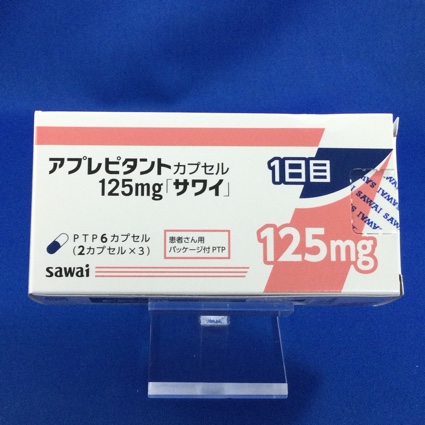 アプレピタントカプセル
125mg「サワイ」
1日目
PTP6カプセル
(2カプセル×3)
患者さん用
パッケージ付PTP
125mg
sawai
SAWAI SAWAI